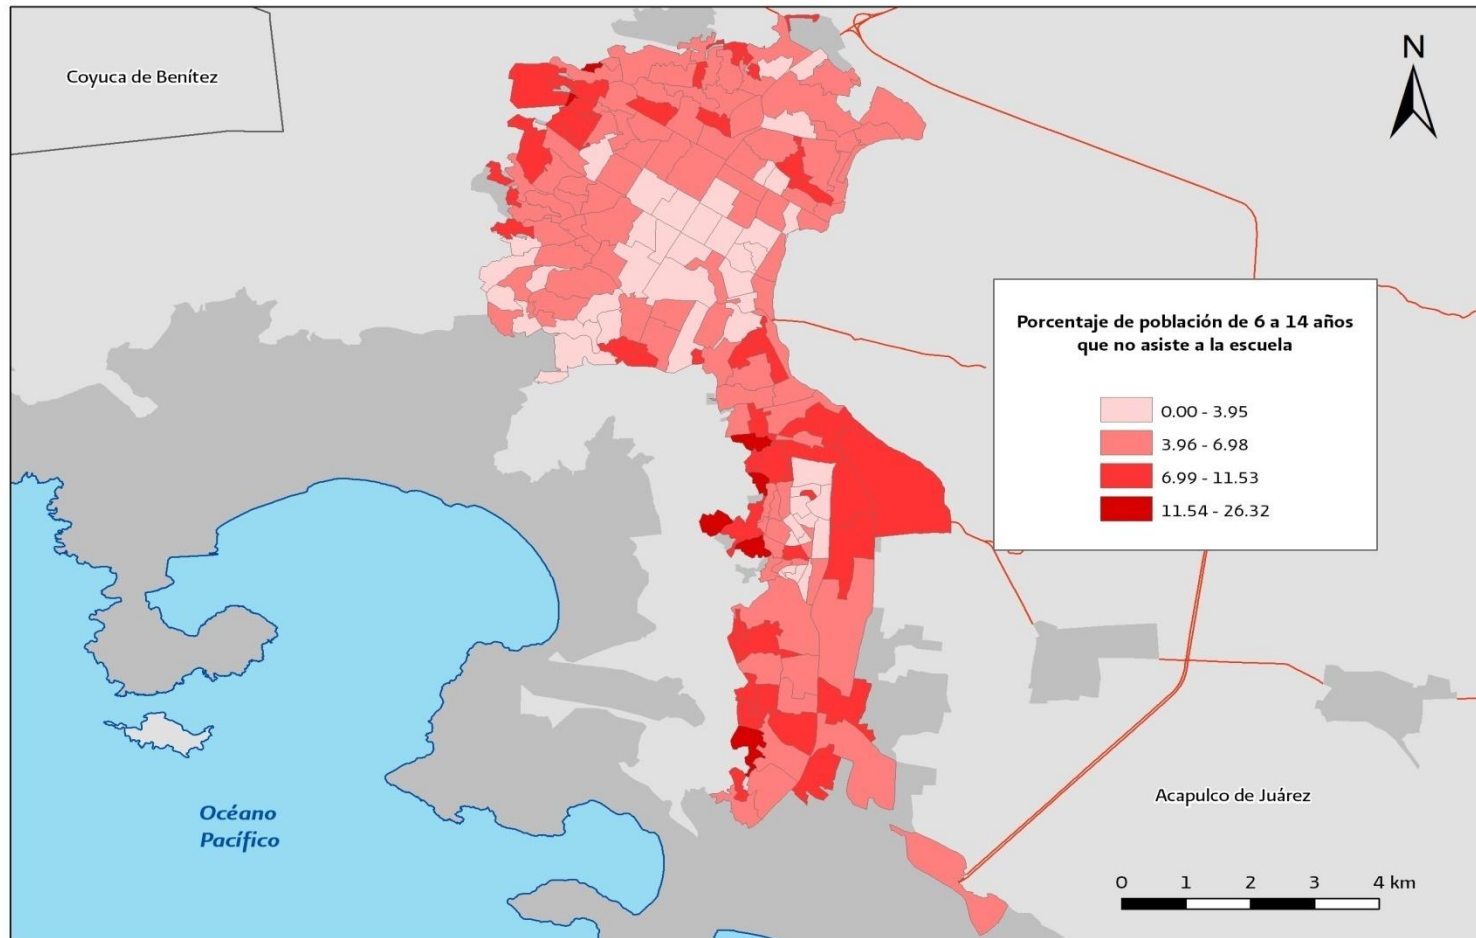 Coyuca de Benítez
N
Porcentaje de población de 6 a 14 años
que no asiste a la escuela
0.00 - 3.95
3.96 - 6.98
6.99 - 11.53
11.54 - 26.32
Océano
Pacífico
Acapulco de Juárez
0 1 2 3 4 km